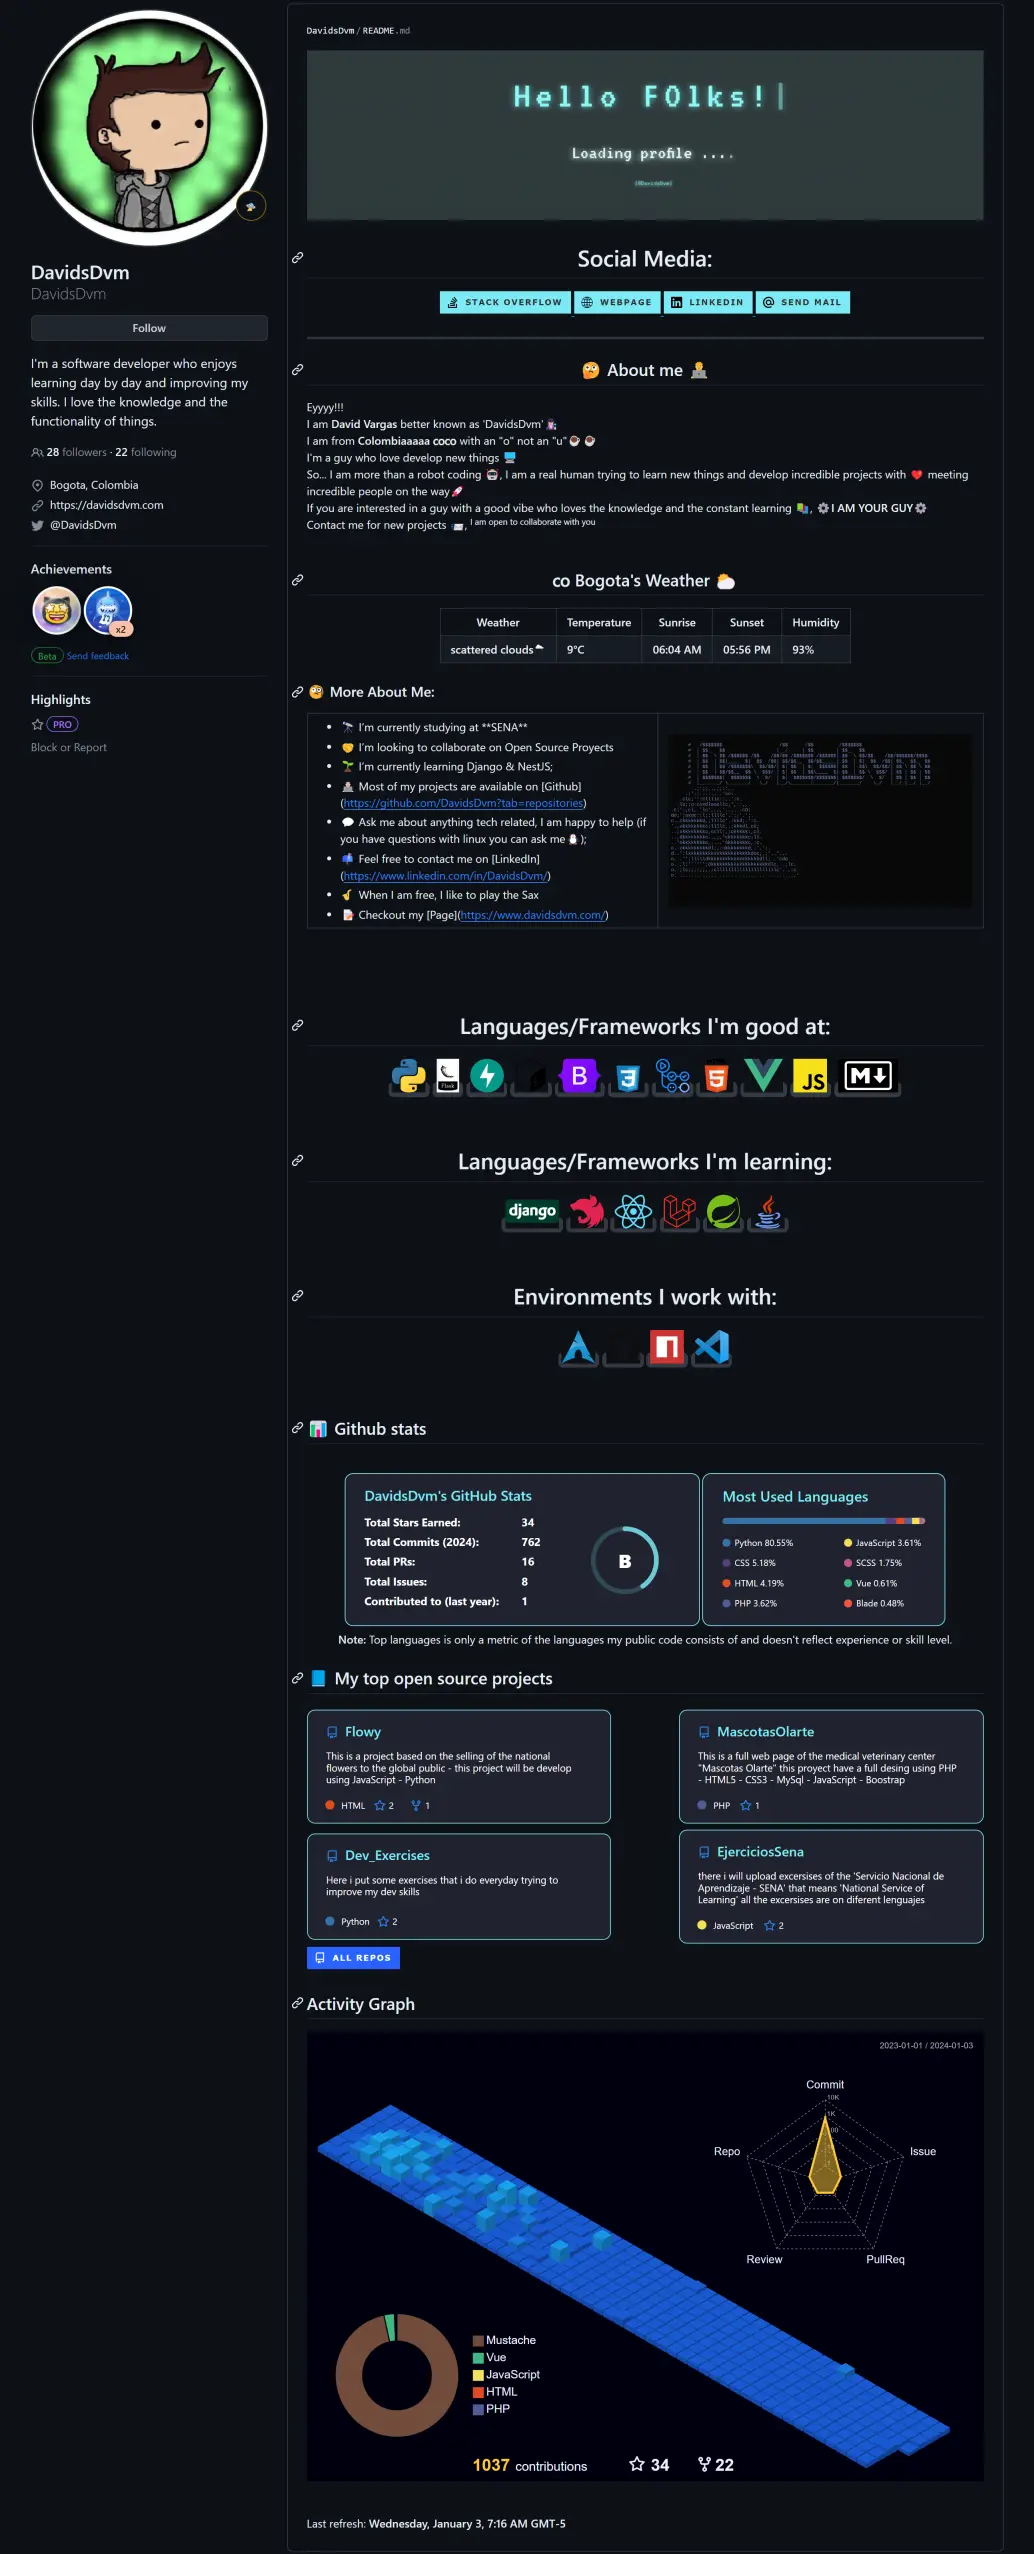 DavidsDvm
DavidsDvm
Follow
I'm a software developer who enjoys
learning day by day and improving my
skills. I love the knowledge and the
functionality of things.
28 followers · 22 following
Bogota, Colombia
https://davidsdvm.com
@DavidsDvm
Achievements
x2
Beta Send feedback
Highlights
PRO
Block or Report
DavidsDvm / README.md
Hello F0lks!
Loading profile ....
[@DavidsDvm]
Social Media:
STACK OVERFLOW WEBPAGE LINKEDIN SEND MAIL
About me
Eyyyy!!!
I am David Vargas better known as 'DavidsDvm'
I am from Colombiaaaaa COCO with an "o" not an "u"
I'm a guy who love develop new things
So... I am more than a robot coding , I am a real human trying to learn new things and develop incredible projects with meeting
incredible people on the way
If you are interested in a guy with a good vibe who loves the knowledge and the constant learning , I AM YOUR GUY
Contact me for new projects , I am open to collaborate with you
CO Bogota's Weather
Weather Temperature Sunrise Sunset Humidity
scattered clouds 9°C 06:04 AM 05:56 PM 93%
More About Me:
• I'm currently studying at **SENA**
• I'm looking to collaborate on Open Source Proyects
• I'm currently learning Django & NestJS;
• Most of my projects are available on [Github]
(https://github.com/DavidsDvm?tab=repositories)
• Ask me about anything tech related, I am happy to help (if
you have questions with linux you can ask me );
• Feel free to contact me on [LinkedIn]
(https://www.linkedin.com/in/DavidsDvm/)
• When I am free, I like to play the Sax
• Checkout my [Page](https://www.davidsdvm.com/)
DavidsDvm
Languages/Frameworks I'm good at:
Flask B 3 5 JS M
Languages/Frameworks I'm learning:
django
Environments I work with:
Github stats
DavidsDvm's GitHub Stats
Total Stars Earned: 34
Total Commits (2024): 762
Total PRs: 16
Total Issues: 8
Contributed to (last year): 1
B
Most Used Languages
Python 80.55% JavaScript 3.61%
CSS 5.18% SCSS 1.75%
HTML 4.19% Vue 0.61%
PHP 3.62% Blade 0.48%
Note: Top languages is only a metric of the languages my public code consists of and doesn't reflect experience or skill level.
My top open source projects
Flowy
This is a project based on the selling of the national
flowers to the global public - this project will be develop
using JavaScript - Python
HTML 2 1
MascotasOlarte
This is a full web page of the medical veterinary center
"Mascotas Olarte" this proyect have a full desing using PHP
- HTML5 - CSS3 - MySql - JavaScript - Boostrap
PHP 1
Dev_Exercises
Here i put some exercises that i do everyday trying to
improve my dev skills
Python 2
EjerciciosSena
there i will upload excersises of the 'Servicio Nacional de
Aprendizaje - SENA' that means 'National Service of
Learning' all the excersises are on diferent lenguajes
JavaScript 2
ALL REPOS
Activity Graph
2023-01-01 / 2024-01-03
Commit
10K
1K
Repo
Issue
Review
PullReq
Mustache
Vue
JavaScript
HTML
PHP
1037 contributions 34 22
Last refresh: Wednesday, January 3, 7:16 AM GMT-5